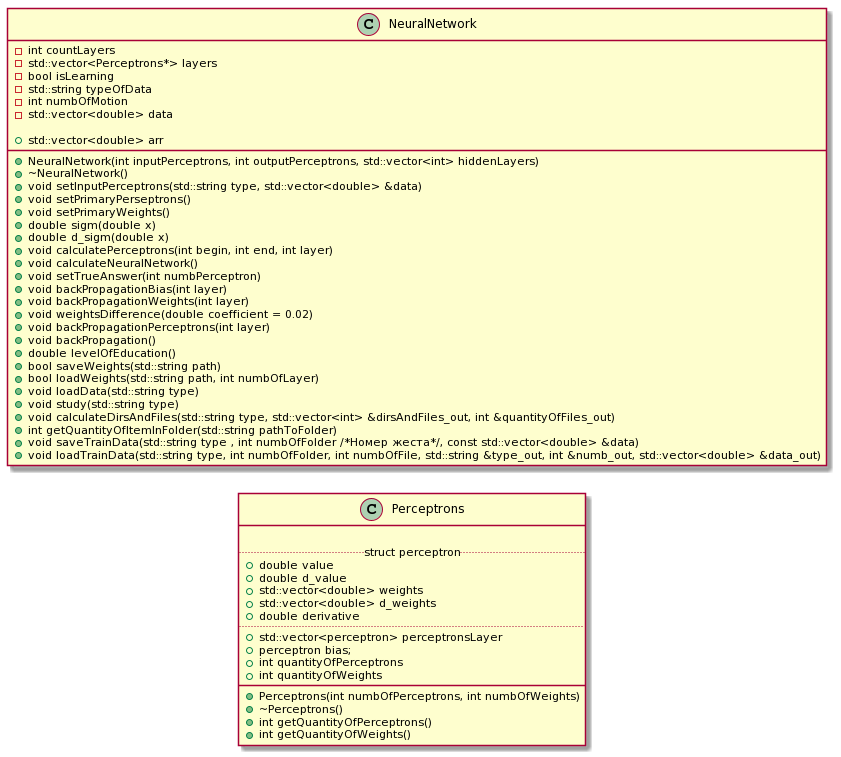 C NeuralNetwork
int countLayers
std::vector<Perceptrons*> layers
bool isLearning
std::string typeOfData
int numbOfMotion
std::vector<double> data
std::vector<double> arr
NeuralNetwork(int inputPerceptrons, int outputPerceptrons, std::vector<int> hiddenLayers)
~NeuralNetwork()
void setInputPerceptrons(std::string type, std::vector<double> &data)
void setPrimaryPerseptrons()
void setPrimaryWeights()
double sigm(double x)
double d_sigm(double x)
void calculatePerceptrons(int begin, int end, int layer)
void calculateNeuralNetwork()
void setTrueAnswer(int numbPerceptron)
void backPropagationBias(int layer)
void backPropagationWeights(int layer)
void weightsDifference(double coefficient = 0.02)
void backPropagationPerceptrons(int layer)
void backPropagation()
double levelOfEducation()
bool saveWeights(std::string path)
bool loadWeights(std::string path, int numbOfLayer)
void loadData(std::string type)
void study(std::string type)
void calculateDirsAndFiles(std::string type, std::vector<int> &dirsAndFiles_out, int &quantityOfFiles_out)
int getQuantityOfItemInFolder(std::string pathToFolder)
void saveTrainData(std::string type , int numbOfFolder /*Номер жеста*/, const std::vector<double> &data)
void loadTrainData(std::string type, int numbOfFolder, int numbOfFile, std::string &type_out, int &numb_out, std::vector<double> &data_out)
C Perceptrons
struct perceptron
double value
double d_value
std::vector<double> weights
std::vector<double> d_weights
double derivative
std::vector<perceptron> perceptronsLayer
perceptron bias;
int quantityOfPerceptrons
int quantityOfWeights
Perceptrons(int numbOfPerceptrons, int numbOfWeights)
~Perceptrons()
int getQuantityOfPerceptrons()
int getQuantityOfWeights()